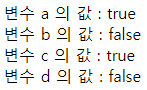 변수 a 의 값 : true
변수 b 의 값 : false
변수 c 의 값 : true
변수 d 의 값 : false